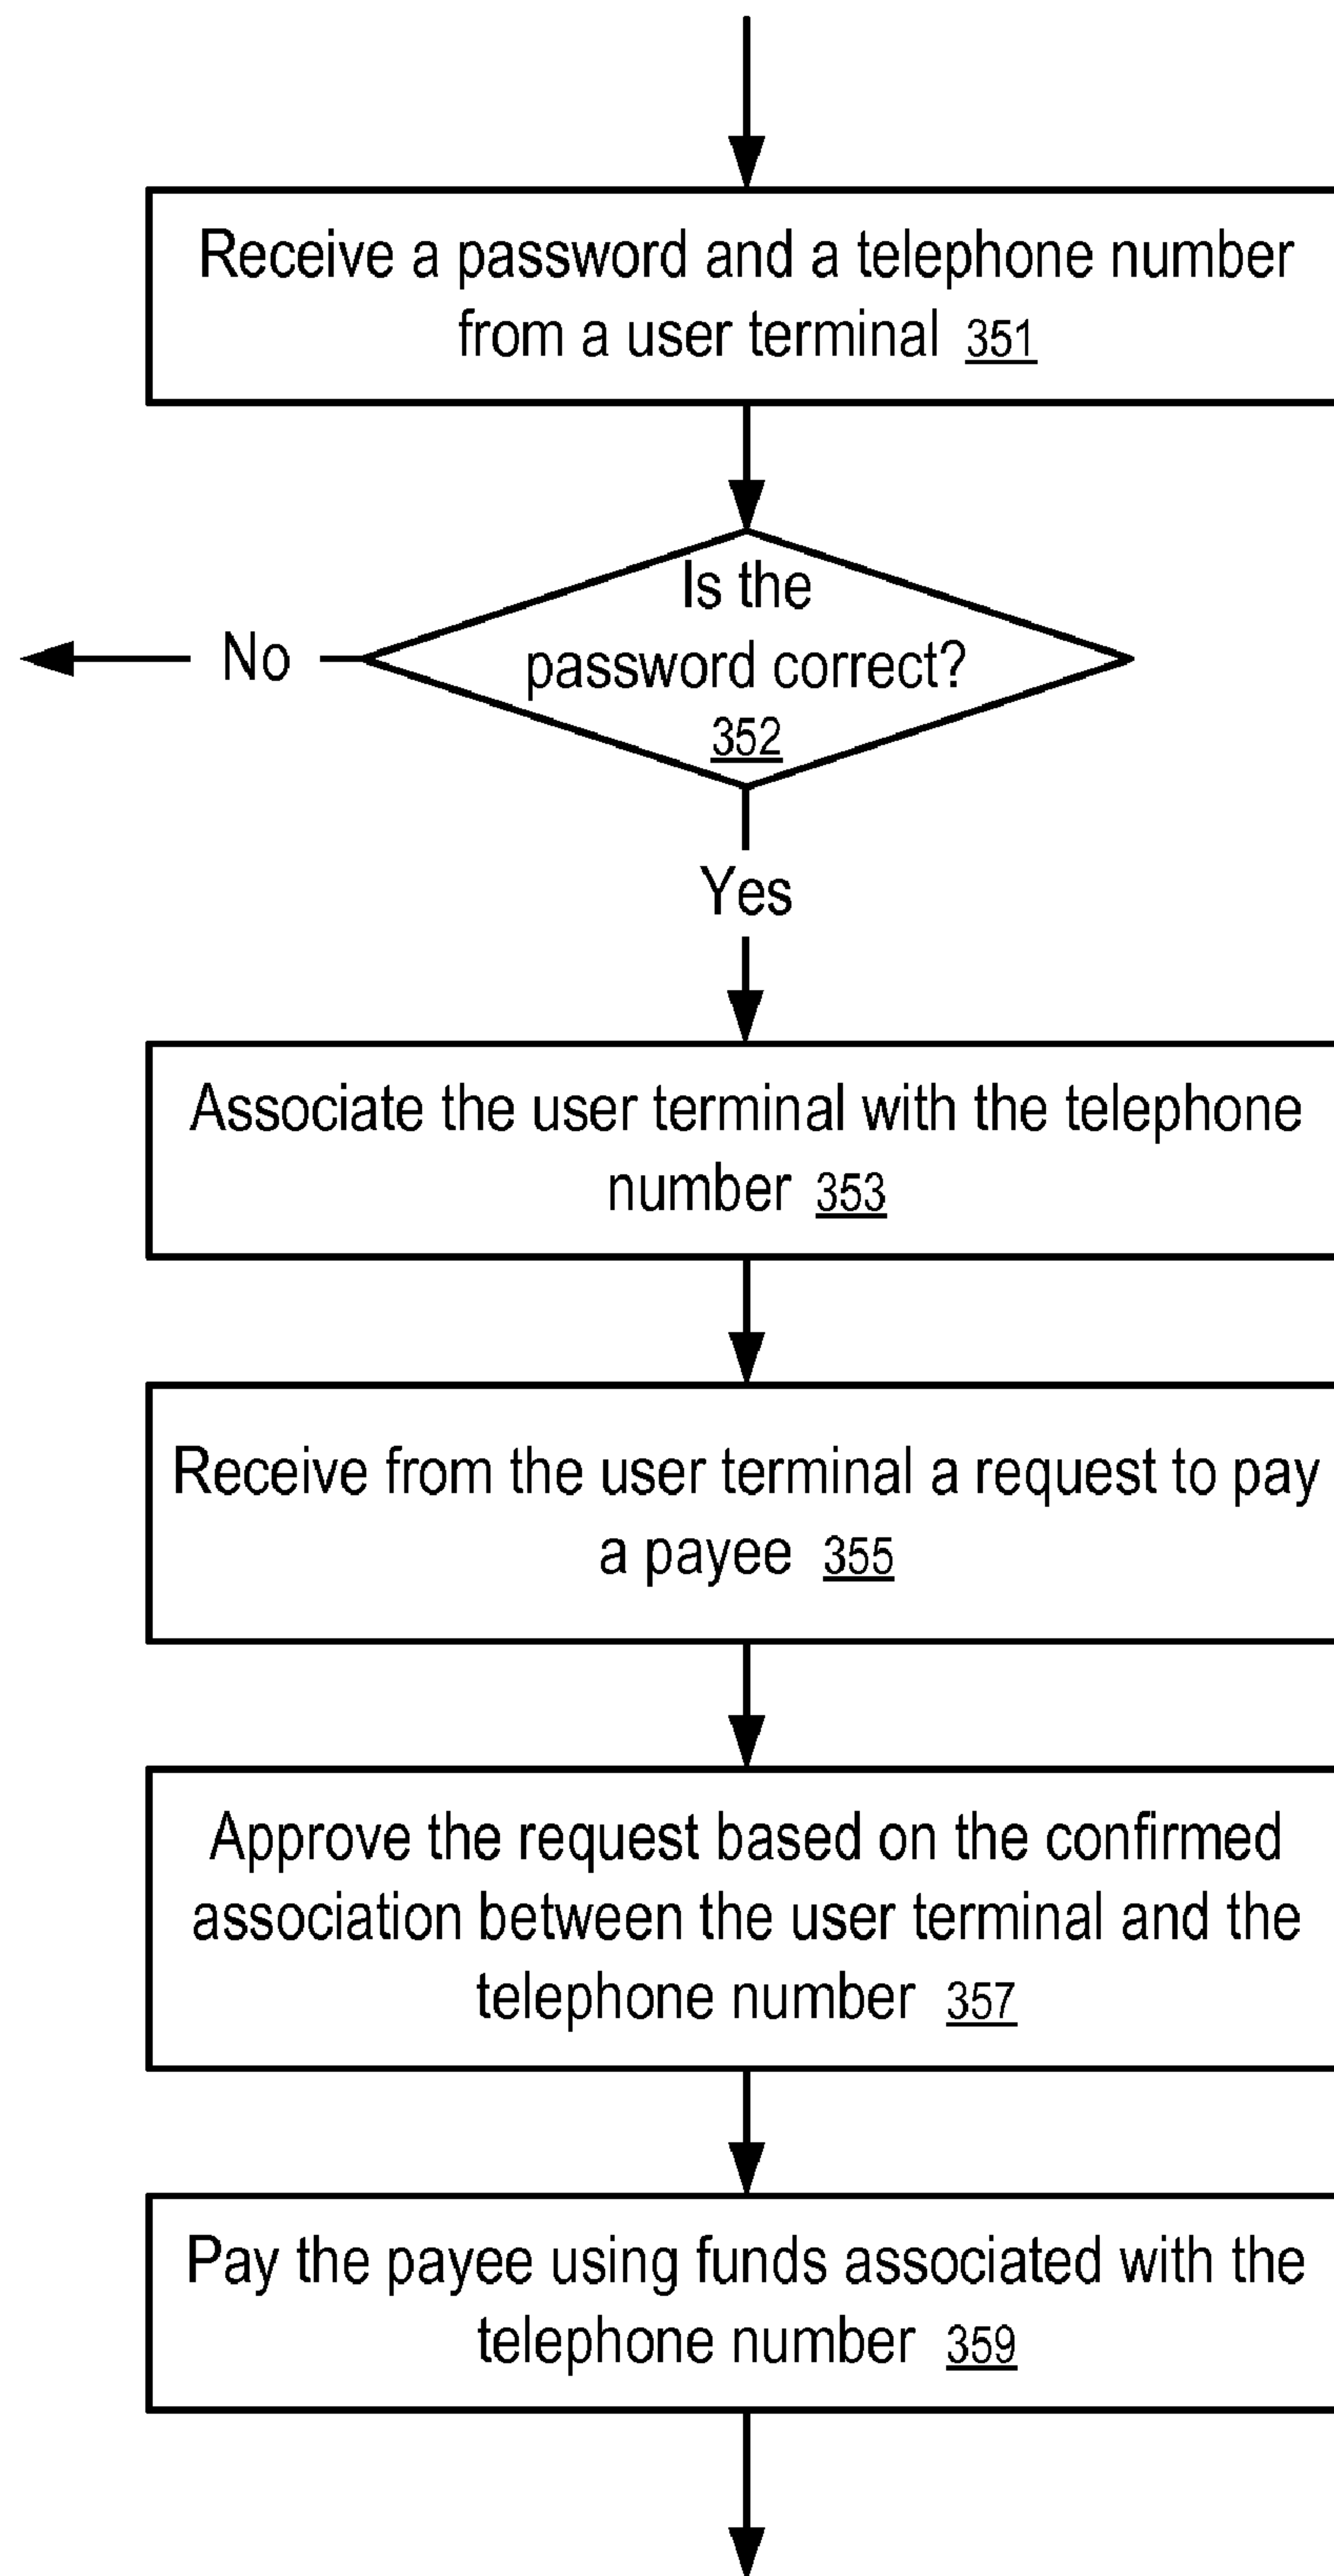 Receive a password and a telephone number
from a user terminal 351
Is the
password correct?
352
No
Yes
Associate the user terminal with the telephone
number 353
Receive from the user terminal a request to pay
a payee 355
Approve the request based on the confirmed
association between the user terminal and the
telephone number 357
Pay the payee using funds associated with the
telephone number 359